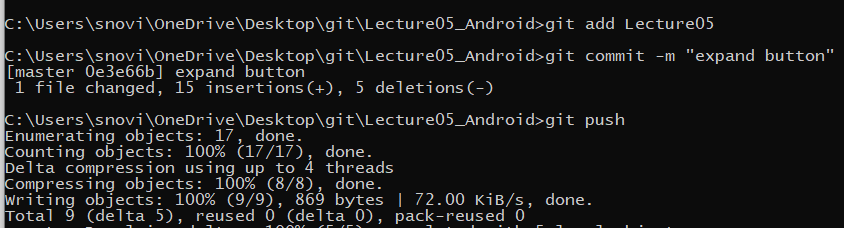 C:\Users\snovi\OneDrive\Desktop\git\Lecture05_Android>git add Lecture05
C:\Users\snovi\OneDrive\Desktop\git\Lecture05_Android>git commit -m "expand button"
[master 0e3e66b] expand button
 1 file changed, 15 insertions(+), 5 deletions(-)
C:\Users\snovi\OneDrive\Desktop\git\Lecture05_Android>git push
Enumerating objects: 17, done.
Counting objects: 100% (17/17), done.
Delta compression using up to 4 threads
Compressing objects: 100% (8/8), done.
Writing objects: 100% (9/9), 869 bytes | 72.00 KiB/s, done.
Total 9 (delta 5), reused 0 (delta 0), pack-reused 0